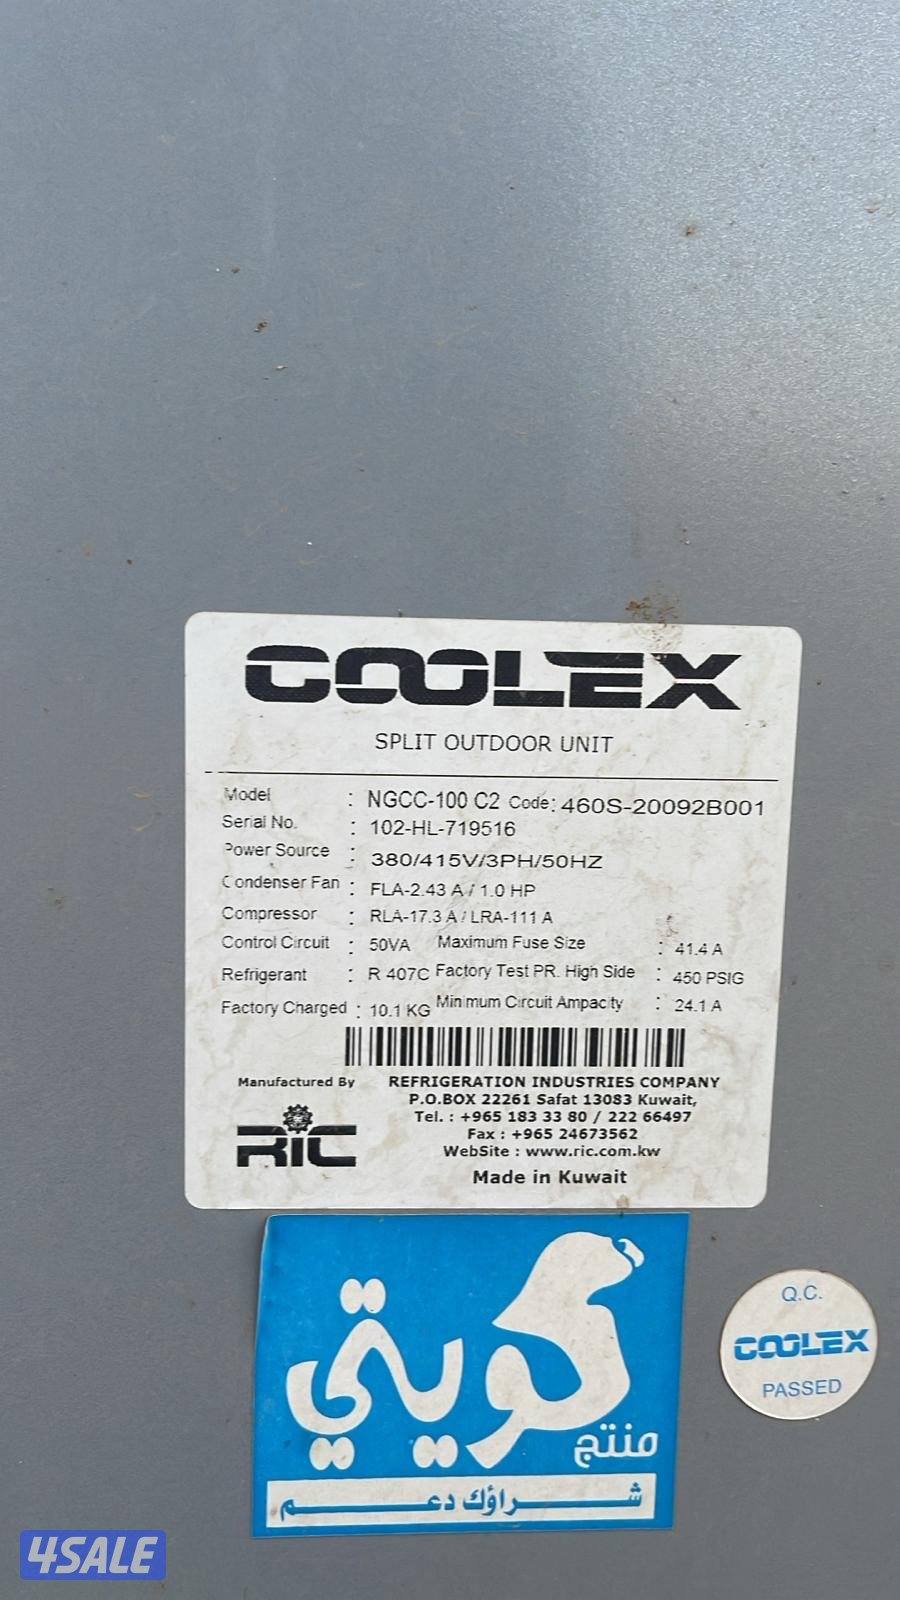 COOLEX
SPLIT OUTDOOR UNIT
Model : NGCC-100 C2 Code: 460S-20092B001
Serial No. : 102-HL-719516
Power Source : 380/415V/3PH/50HZ
Condenser Fan : FLA-2.43 A / 1.0 HP
Compressor : RLA-17.3 A / LRA-111 A
Control Circuit : 50VA Maximum Fuse Size : 41.4 A
Refrigerant : R 407C Factory Test PR. High Side : 450 PSIG
Factory Charged : 10.1 KG Minimum Circuit Ampacity : 24.1 A
Manufactured By REFRIGERATION INDUSTRIES COMPANY
P.O.BOX 22261 Safat 13083 Kuwait,
Tel. : +965 183 33 80 / 222 66497
Fax : +965 24673562
WebSite : www.ric.com.kw
RIC
Made in Kuwait
منتج كويتي
شراؤك دعم
Q.C.
COOLEX
PASSED
4SALE